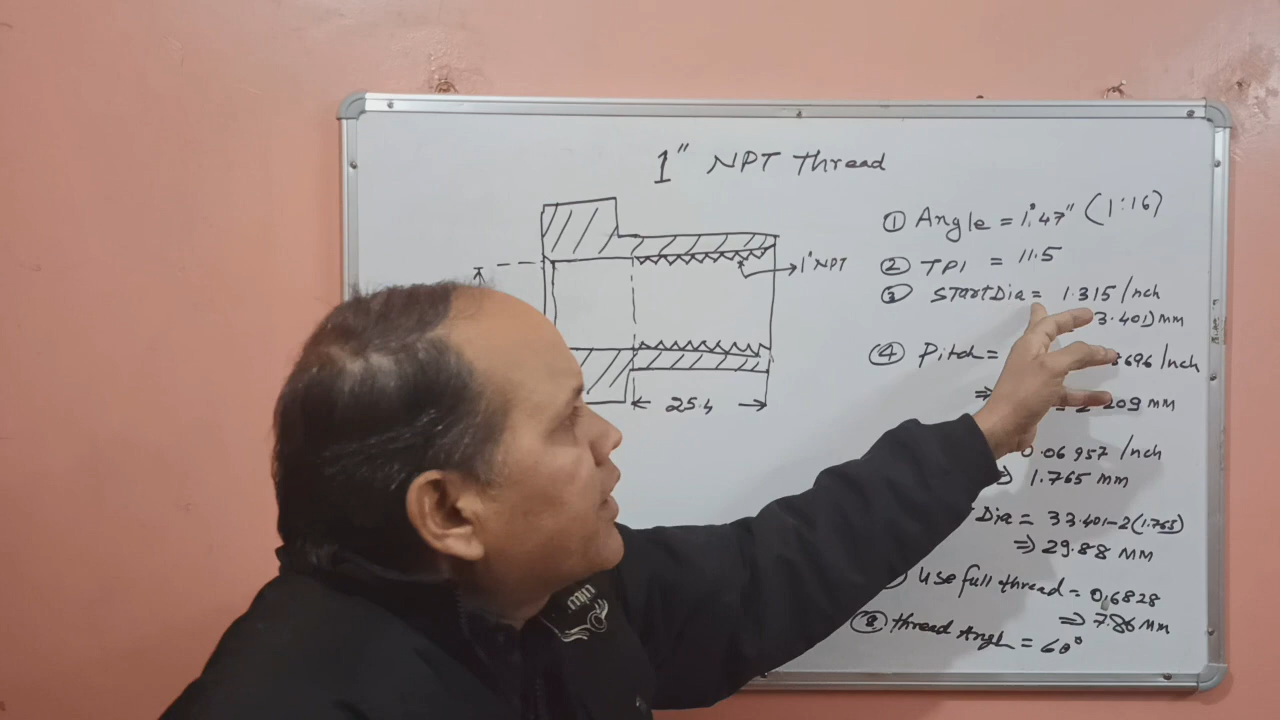 1" NPT Thread
① Angle = 1°.47" (1:16)
② TPI = 11.5
③ Start Dia = 1.315 Inch
3.401) MM
④ Pitch = 696 Inch
⇒ 209 MM
0.06957 Inch
⇒ 1.765 MM
Dia = 33.401-2(1.765)
⇒ 29.88 MM
Use full thread = 0.6828
⇒ 7.86 MM
⑧ thread Angle = 60°
1" NPT
25.4